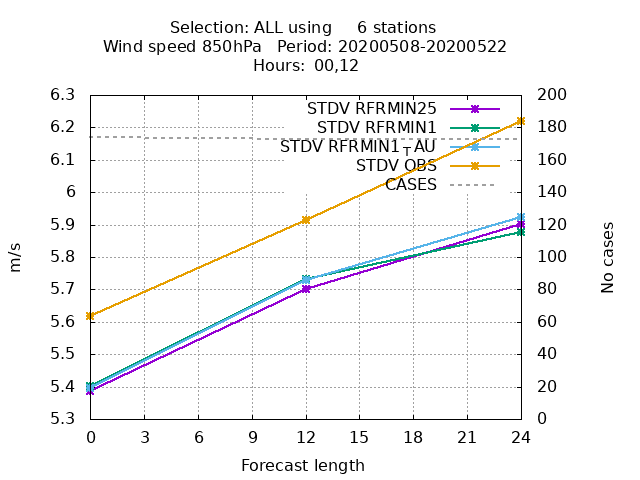 Selection: ALL using     6 stations
Wind speed 850hPa   Period: 20200508-20200522
Hours:  00,12
STDV RFRMIN25
STDV RFRMIN1
STDV RFRMIN1_TAU
STDV OBS
CASES
6.3
6.2
6.1
6
5.9
5.8
5.7
5.6
5.5
5.4
5.3
m/s
200
180
160
140
120
100
80
60
40
20
0
No cases
0 3 6 9 12 15 18 21 24
Forecast length